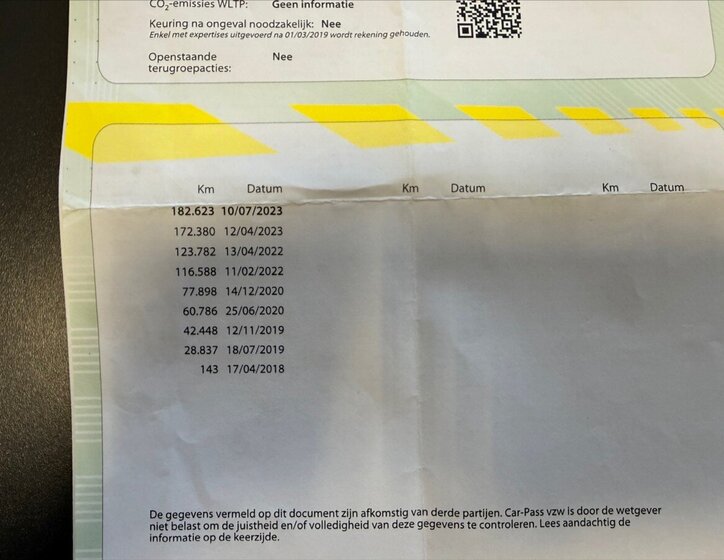 CO2-emissies WLTP: Geen informatie
Keuring na ongeval noodzakelijk: Nee
Enkel met expertises uitgevoerd na 01/03/2019 wordt rekening gehouden.
Openstaande Nee
terugroepacties:
Km Datum Km Datum Km Datum
182.623 10/07/2023
172.380 12/04/2023
123.782 13/04/2022
116.588 11/02/2022
77.898 14/12/2020
60.786 25/06/2020
42.448 12/11/2019
28.837 18/07/2019
143 17/04/2018
De gegevens vermeld op dit document zijn afkomstig van derde partijen. Car-Pass vzw is door de wetgever
niet belast om de juistheid en/of volledigheid van deze gegevens te controleren. Lees aandachtig de
informatie op de keerzijde.